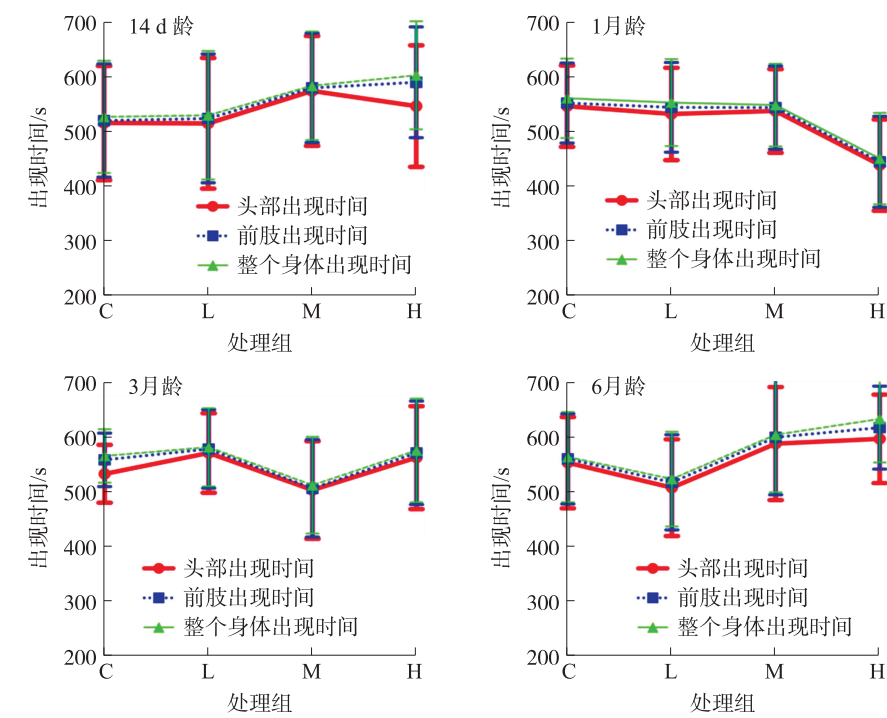 14 d 龄
700
600
500
400
300
200
出现时间/s
头部出现时间
前肢出现时间
整个身体出现时间
C L M H
处理组
1月龄
700
600
500
400
300
200
出现时间/s
头部出现时间
前肢出现时间
整个身体出现时间
C L M H
处理组
3月龄
700
600
500
400
300
200
出现时间/s
头部出现时间
前肢出现时间
整个身体出现时间
C L M H
处理组
6月龄
700
600
500
400
300
200
出现时间/s
头部出现时间
前肢出现时间
整个身体出现时间
C L M H
处理组